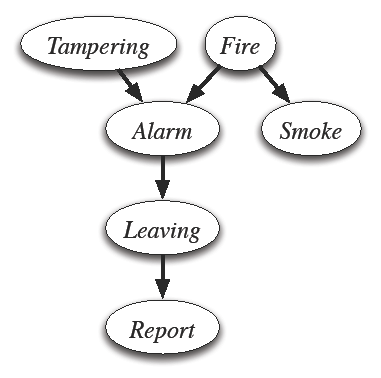 Tampering
Fire
Alarm
Smoke
Leaving
Report